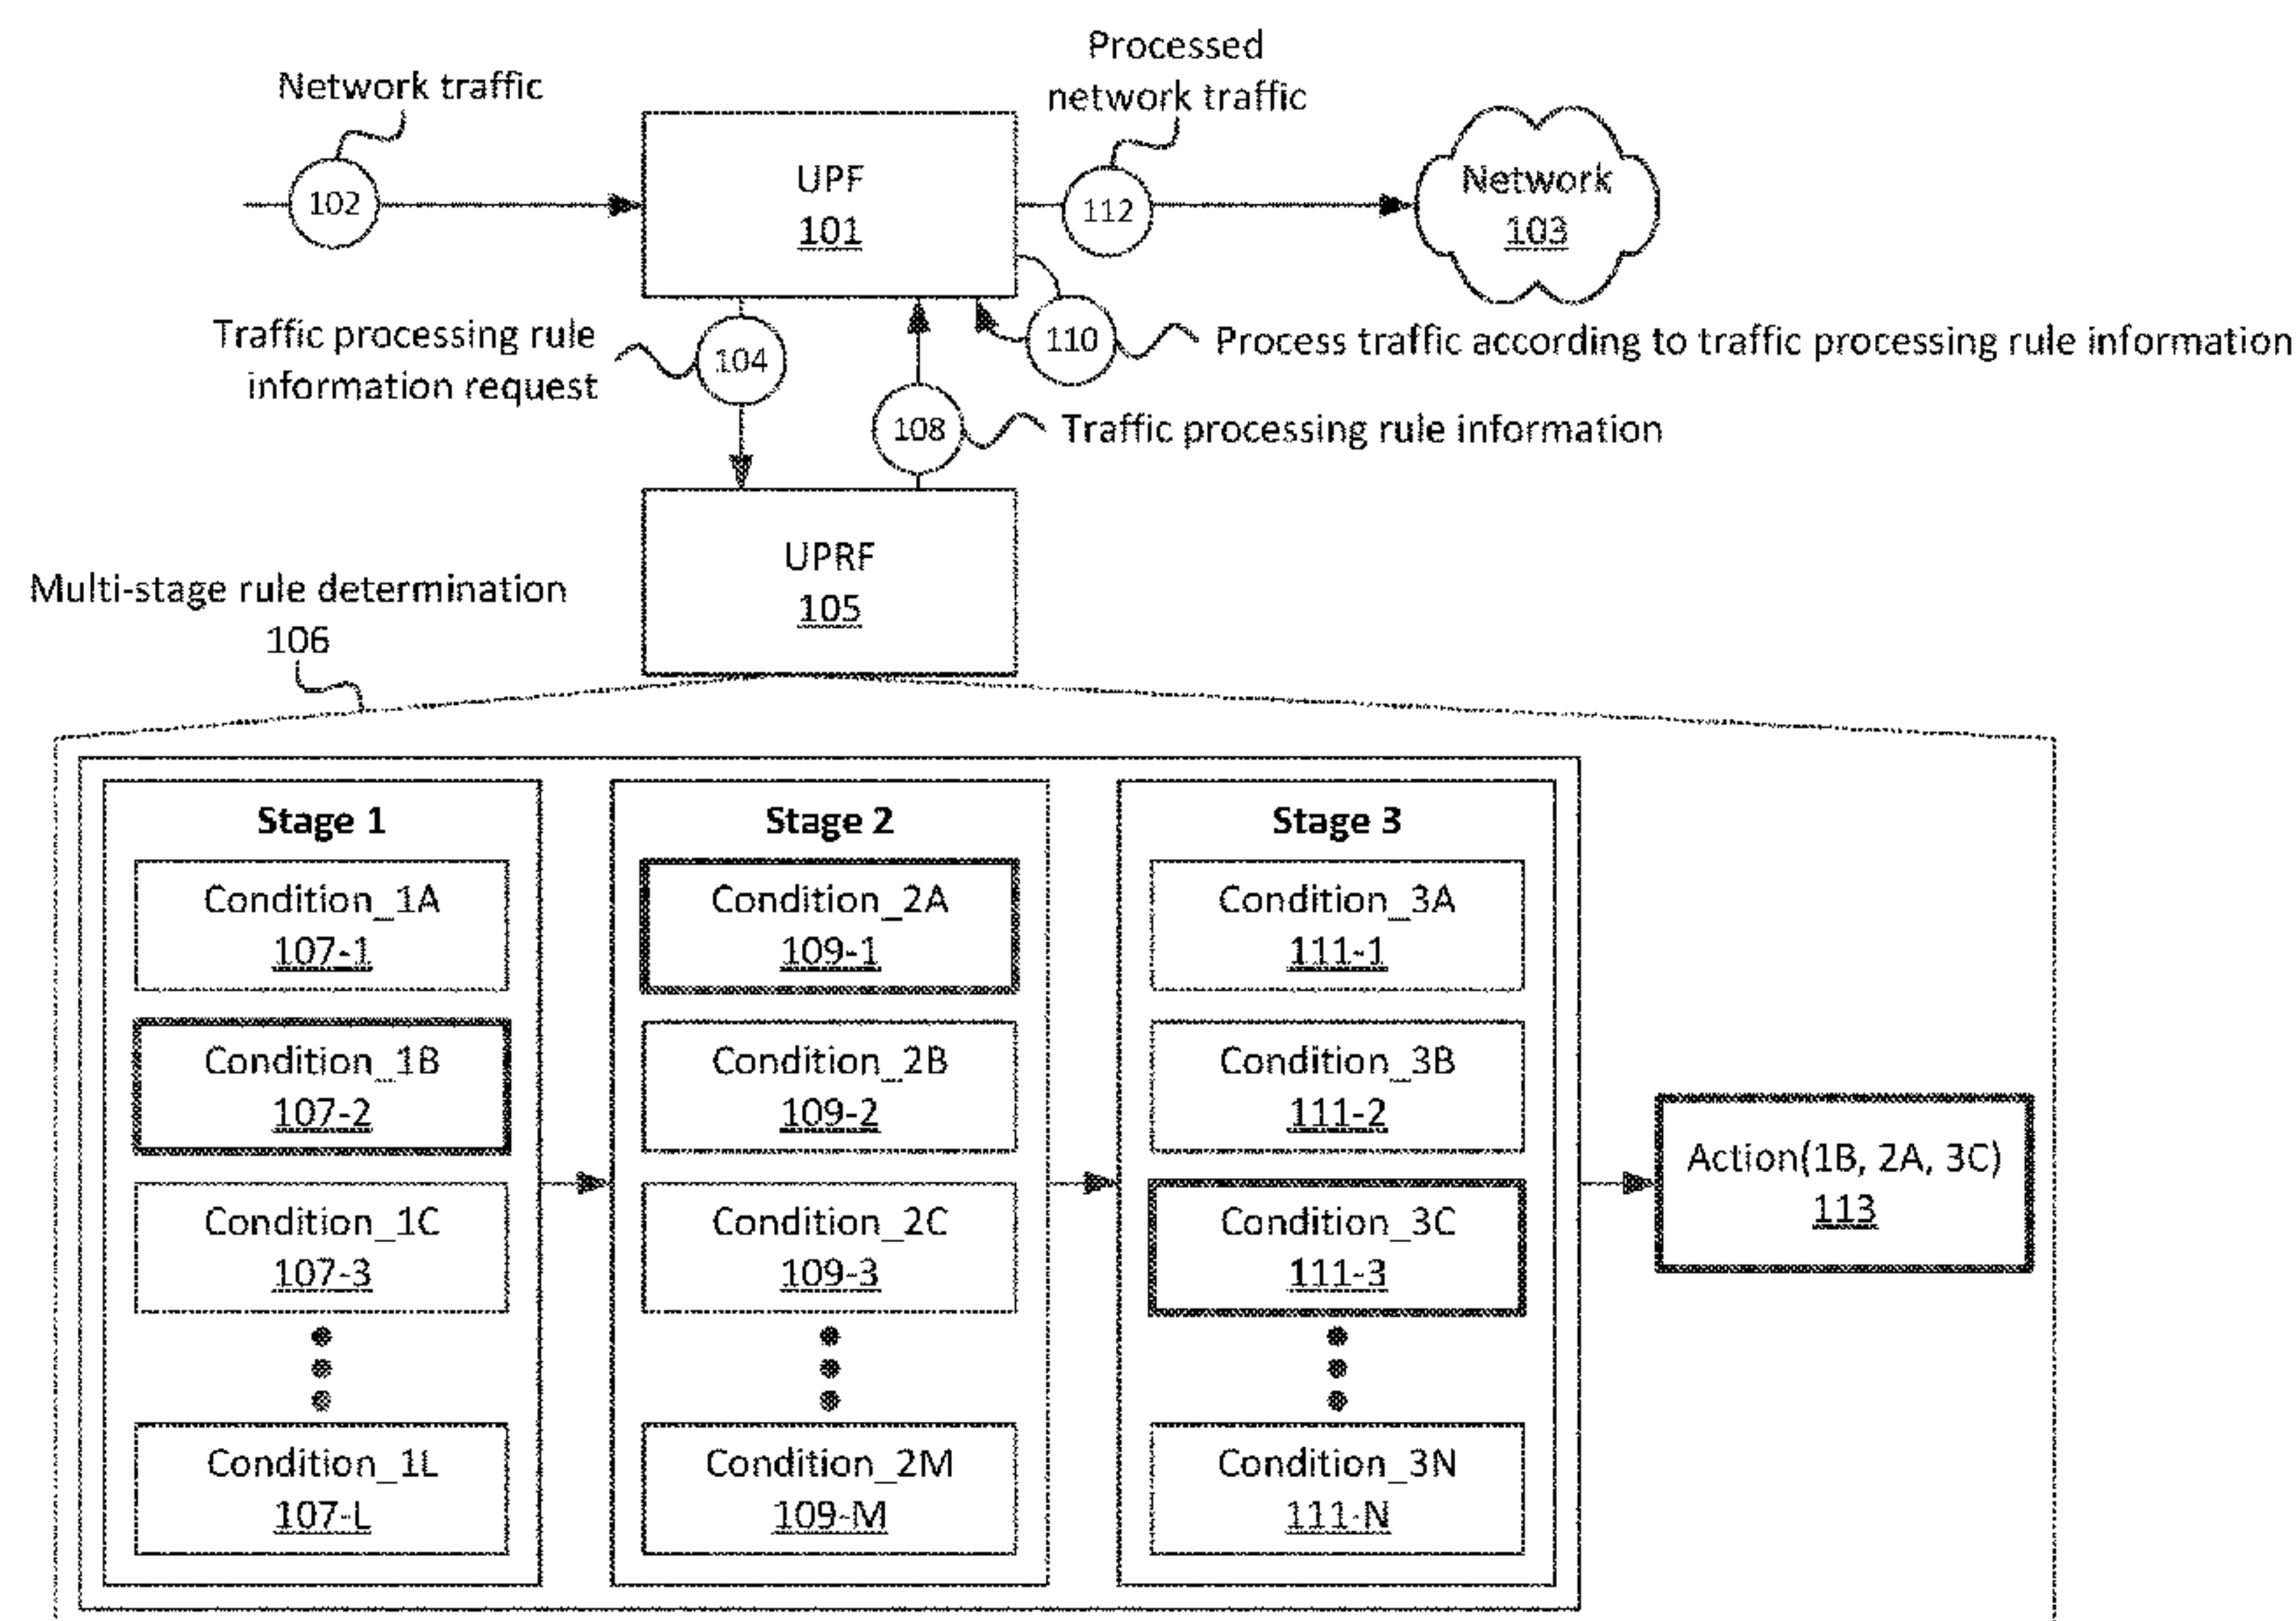 Network traffic
102
UPF
101
Processed
network traffic
112
Network
103
Traffic processing rule
information request
104
110
Process traffic according to traffic processing rule information
108
Traffic processing rule information
UPRF
105
Multi-stage rule determination
106
Stage 1
Condition_1A
107-1
Condition_1B
107-2
Condition_1C
107-3
Condition_1L
107-L
Stage 2
Condition_2A
109-1
Condition_2B
109-2
Condition_2C
109-3
Condition_2M
109-M
Stage 3
Condition_3A
111-1
Condition_3B
111-2
Condition_3C
111-3
Condition_3N
111-N
Action(1B, 2A, 3C)
113